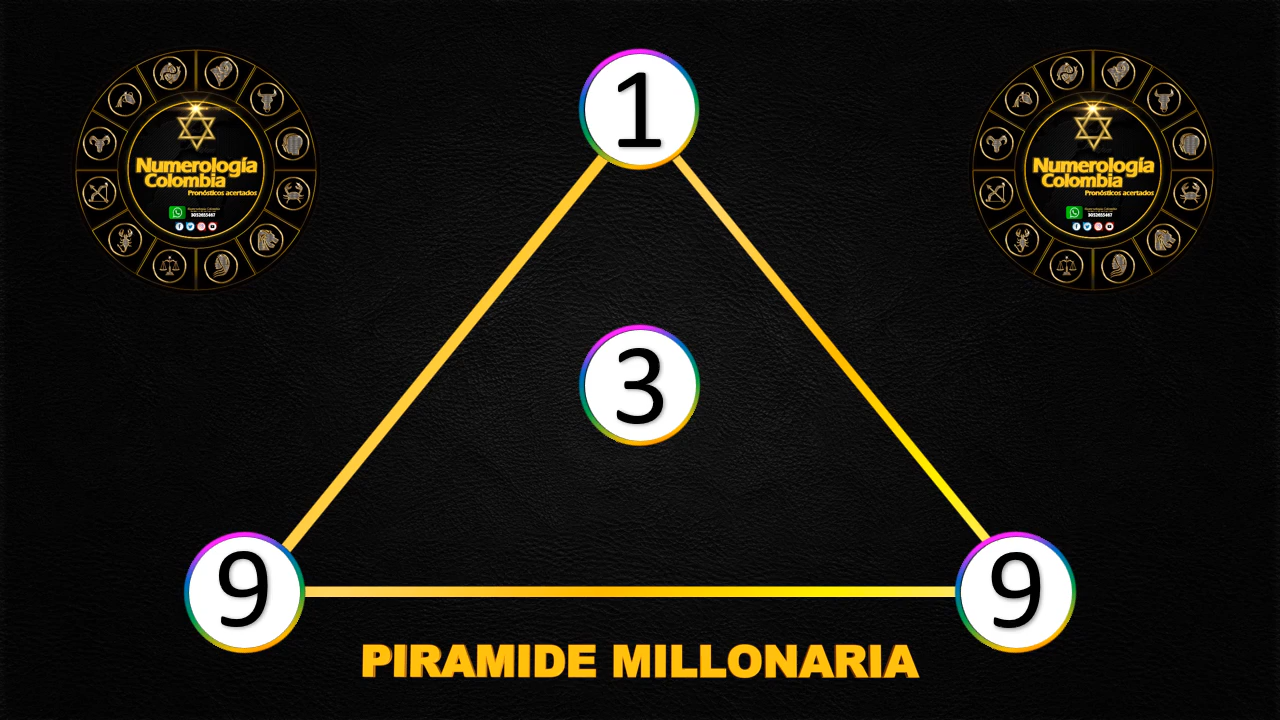 1
Numerología
Colombia
Pronósticos acertados
Numerología
Colombia
Pronósticos acertados
3
9
9
PIRAMIDE MILLONARIA